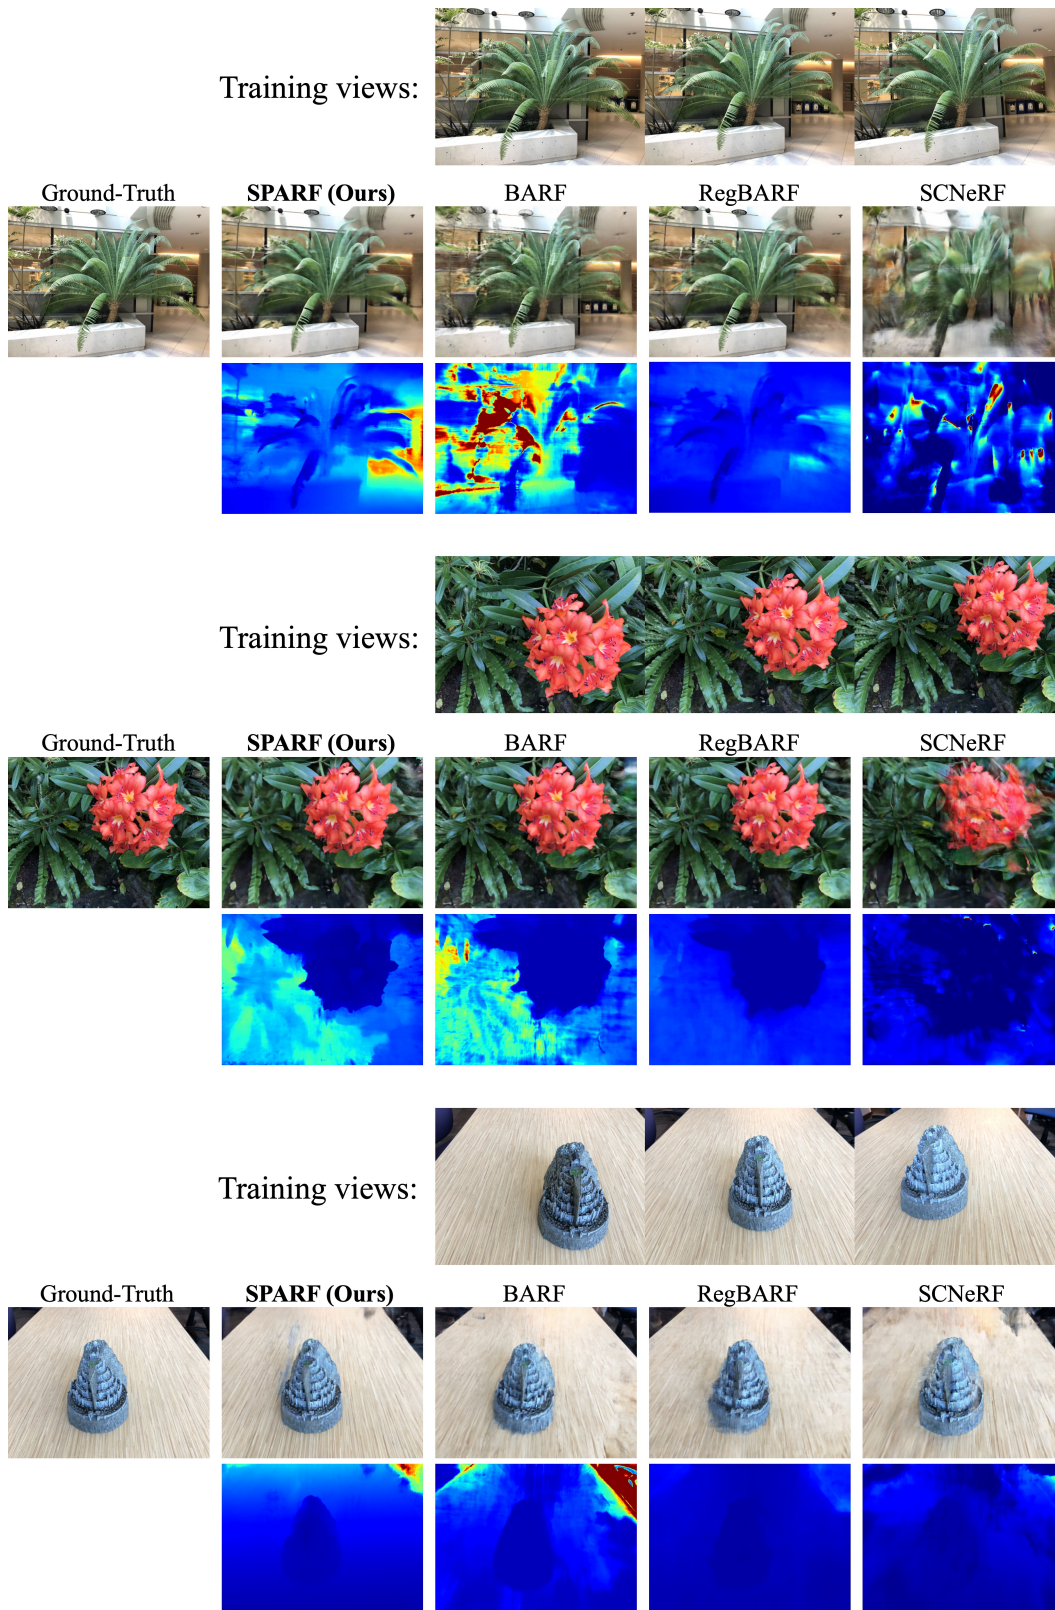 Training views:
Ground-Truth SPARF (Ours) BARF RegBARF SCNeRF
Training views:
Ground-Truth SPARF (Ours) BARF RegBARF SCNeRF
Training views:
Ground-Truth SPARF (Ours) BARF RegBARF SCNeRF